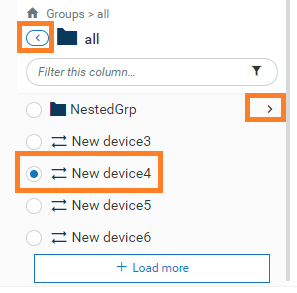 Groups > all
all
Filter this column...
NestedGrp
New device3
New device4
New device5
New device6
+ Load more